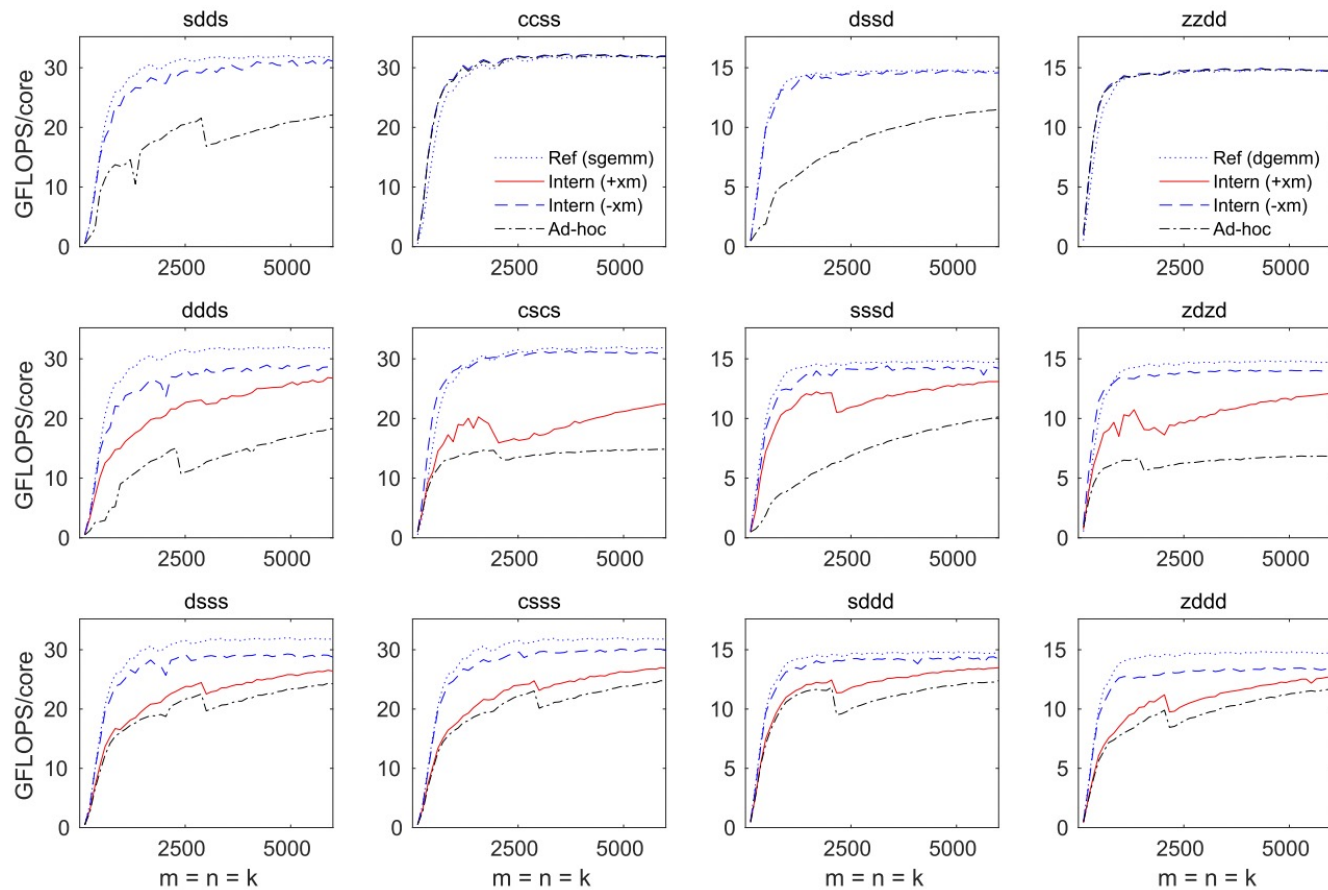 sdds
ccss
dssd
zzdd
GFLOPS/core
30
20
10
0
2500 5000
30
20
10
0
Ref (sgemm)
Intern (+xm)
Intern (-xm)
Ad-hoc
2500 5000
15
10
5
0
2500 5000
15
10
5
0
Ref (dgemm)
Intern (+xm)
Intern (-xm)
Ad-hoc
2500 5000
ddds
cscs
sssd
zdzd
GFLOPS/core
30
20
10
0
2500 5000
30
20
10
0
2500 5000
15
10
5
0
2500 5000
15
10
5
0
2500 5000
dsss
csss
sddd
zddd
GFLOPS/core
30
20
10
0
2500 5000
m = n = k
30
20
10
0
2500 5000
m = n = k
15
10
5
0
2500 5000
m = n = k
15
10
5
0
2500 5000
m = n = k